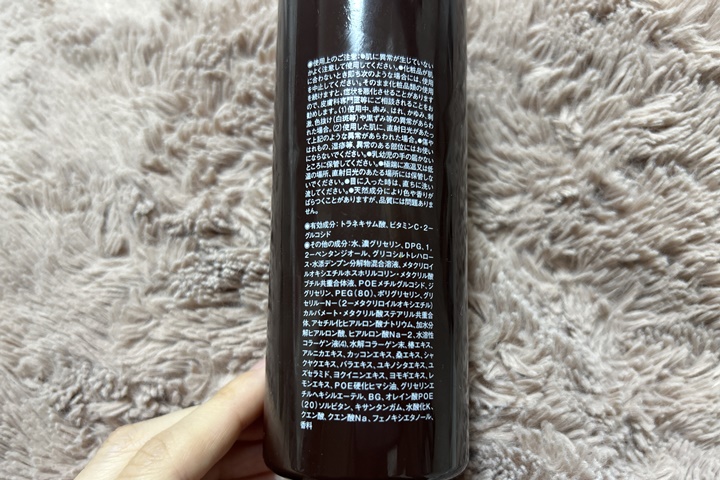 ●使用上のご注意:●肌に異常が生じていない
かよく注意して使用してください。●化粧品が肌
に合わないとき即ち次のような場合には、使用
を中止してください。そのまま化粧品類の使用
を続けますと、症状を悪化させることがあります
ので、皮膚科専門医等にご相談されることをお
勧めします。(1)使用中、赤み、はれ、かゆみ、刺
激、色抜け(白斑等)や黒ずみ等の異常があらわ
れた場合。(2)使用した肌に、直射日光があたっ
て上記のような異常があらわれた場合。●傷や
はれもの、湿疹等、異常のある部位にはお使い
にならないでください。●乳幼児の手の届かない
ところに保管してください。●極端に高温又は低
温の場所、直射日光のあたる場所には保管しな
いでください。●目に入った時は、直ちに洗い
流してください。●天然成分により色や香りが
ばらつくことがありますが、品質には問題ありま
せん。
●有効成分:トラネキサム酸、ビタミンC・2-
グルコシド
●その他の成分:水、濃グリセリン、DPG、1,
2-ペンタンジオール、グリコシルトレハロー
ス・水添デンプン分解物混合溶液、メタクリロイ
ルオキシエチルホスホリルコリン・メタクリル酸
ブチル共重合体液、POEメチルグルコシド、ジ
グリセリン、PEG(80)、ポリグリセリン、グリ
セリル-N-(2-メタクリロイルオキシエチル)
カルバメート・メタクリル酸ステアリル共重合
体、アセチル化ヒアルロン酸ナトリウム、加水分
解ヒアルロン酸、ヒアルロン酸Na-2、水溶性
コラーゲン液(4)、水解コラーゲン末、椿エキス、
アルニカエキス、カッコンエキス、桑エキス、シャ
クヤクエキス、バラエキス、ユキノシタエキス、ユ
ズセラミド、ヨクイニンエキス、ヨモギエキス、レ
モンエキス、POE硬化ヒマシ油、グリセリンエ
チルヘキシルエーテル、BG、オレイン酸POE
(20)ソルビタン、キサンタンガム、水酸化K、
クエン酸、クエン酸Na、フェノキシエタノール、
香料